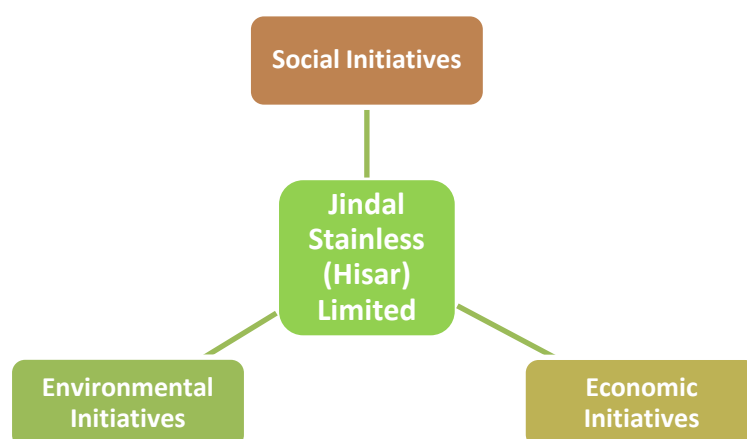 Social Initiatives
Jindal
Stainless
(Hisar)
Limited
Environmental
Initiatives
Economic
Initiatives